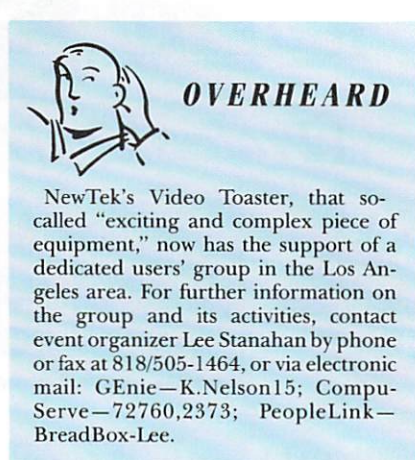 OVERHEARD
NewTek's Video Toaster, that so-
called "exciting and complex piece of
equipment," now has the support of a
dedicated users' group in the Los An-
geles area. For further information on
the group and its activities, contact
event organizer Lee Stanahan by phone
or fax at 818/505-1464, or via electronic
mail: GEnie—K.Nelson15; Compu-
Serve—72760,2373; PeopleLink—
BreadBox-Lee.